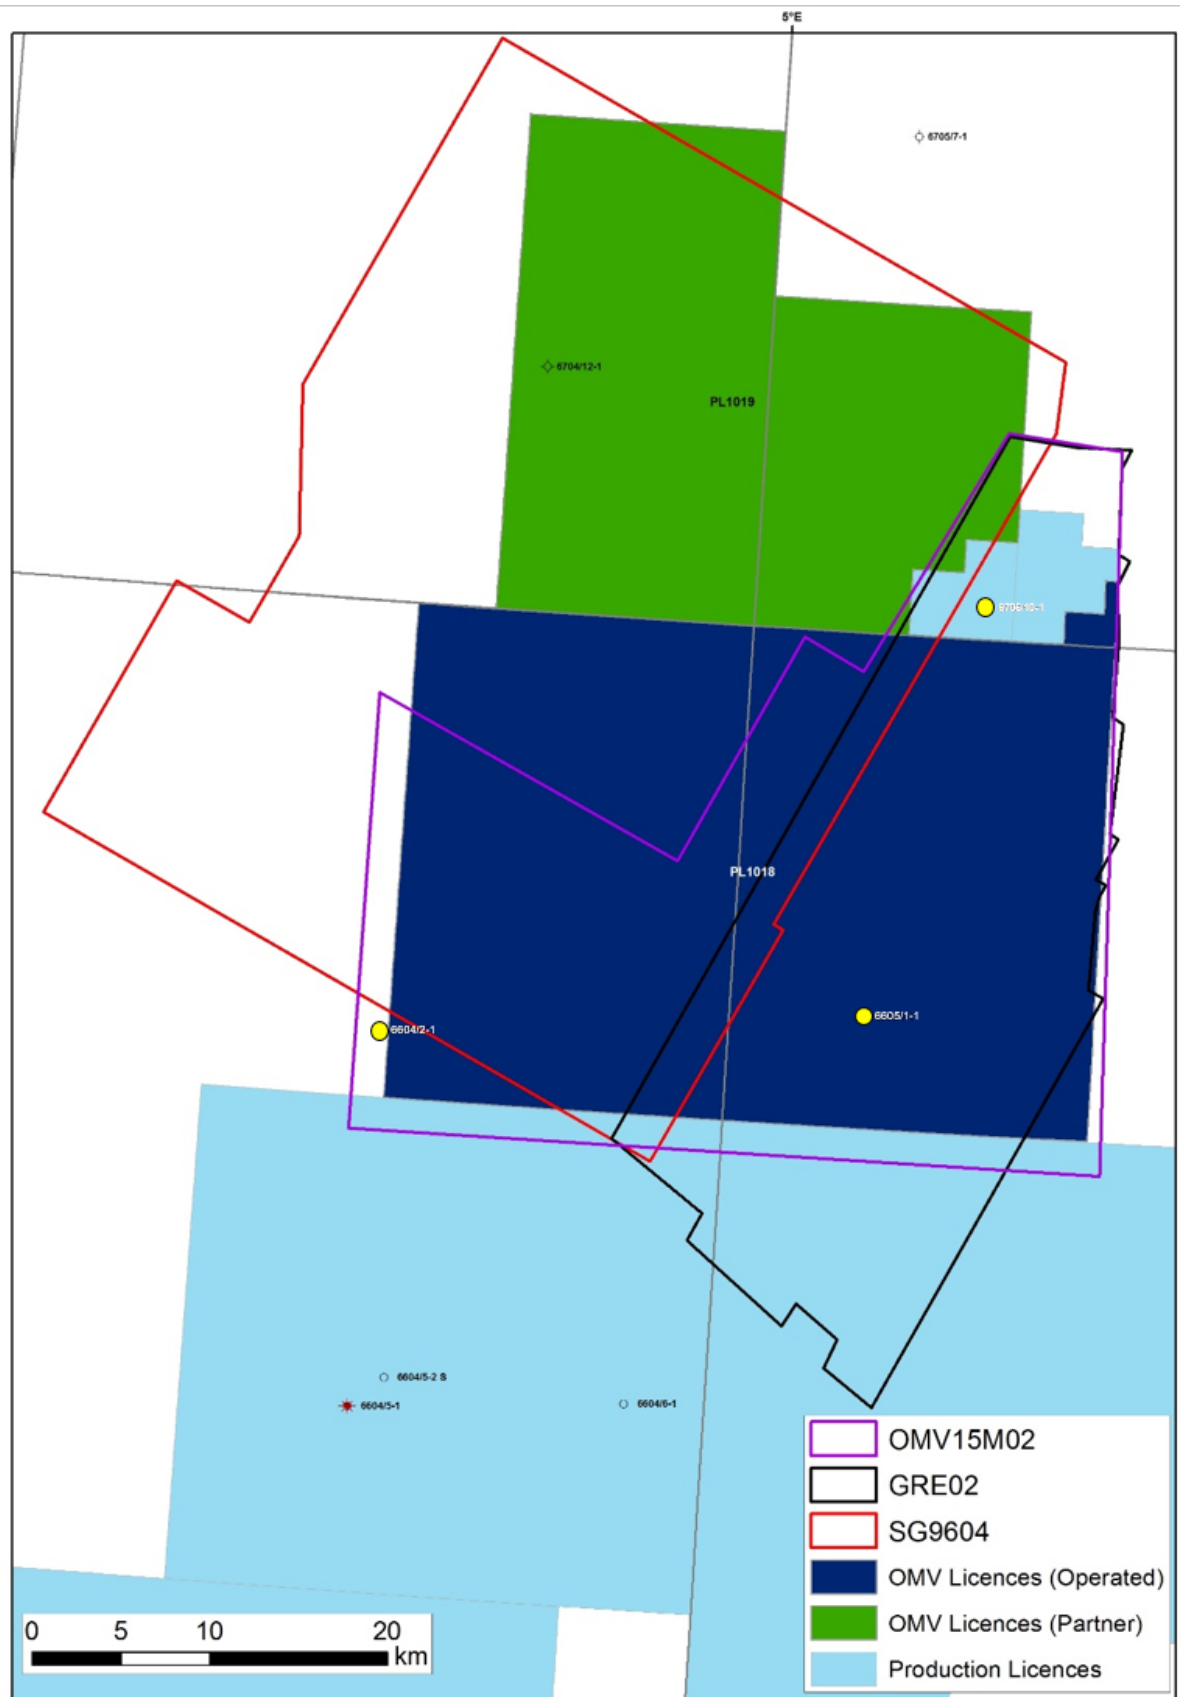 5°E
6705/7-1
6704/12-1
PL1019
6705/10-1
PL1018
6604/2-1
6605/1-1
6604/5-2 S
6604/5-1
6604/6-1
OMV15M02
GRE02
SG9604
OMV Licences (Operated)
OMV Licences (Partner)
Production Licences
0 5 10 20
km